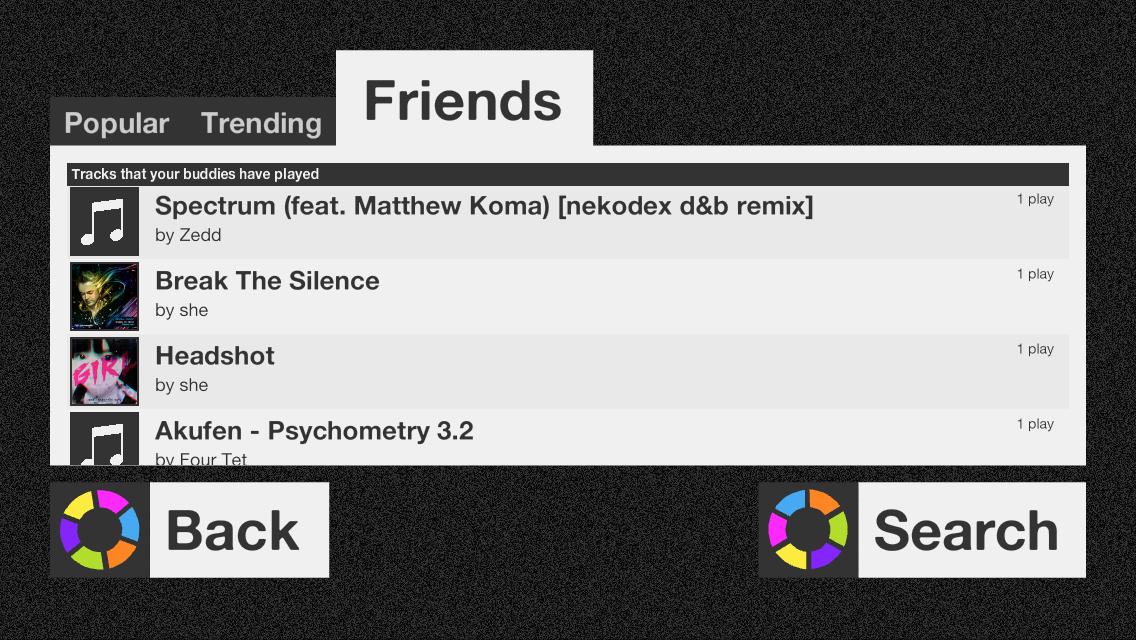 Popular Trending Friends
Tracks that your buddies have played
Spectrum (feat. Matthew Koma) [nekodex d&b remix] 1 play
by Zedd
Break The Silence 1 play
by she
Headshot 1 play
by she
GIRL
Akufen - Psychometry 3.2 1 play
by Four Tet
Back Search